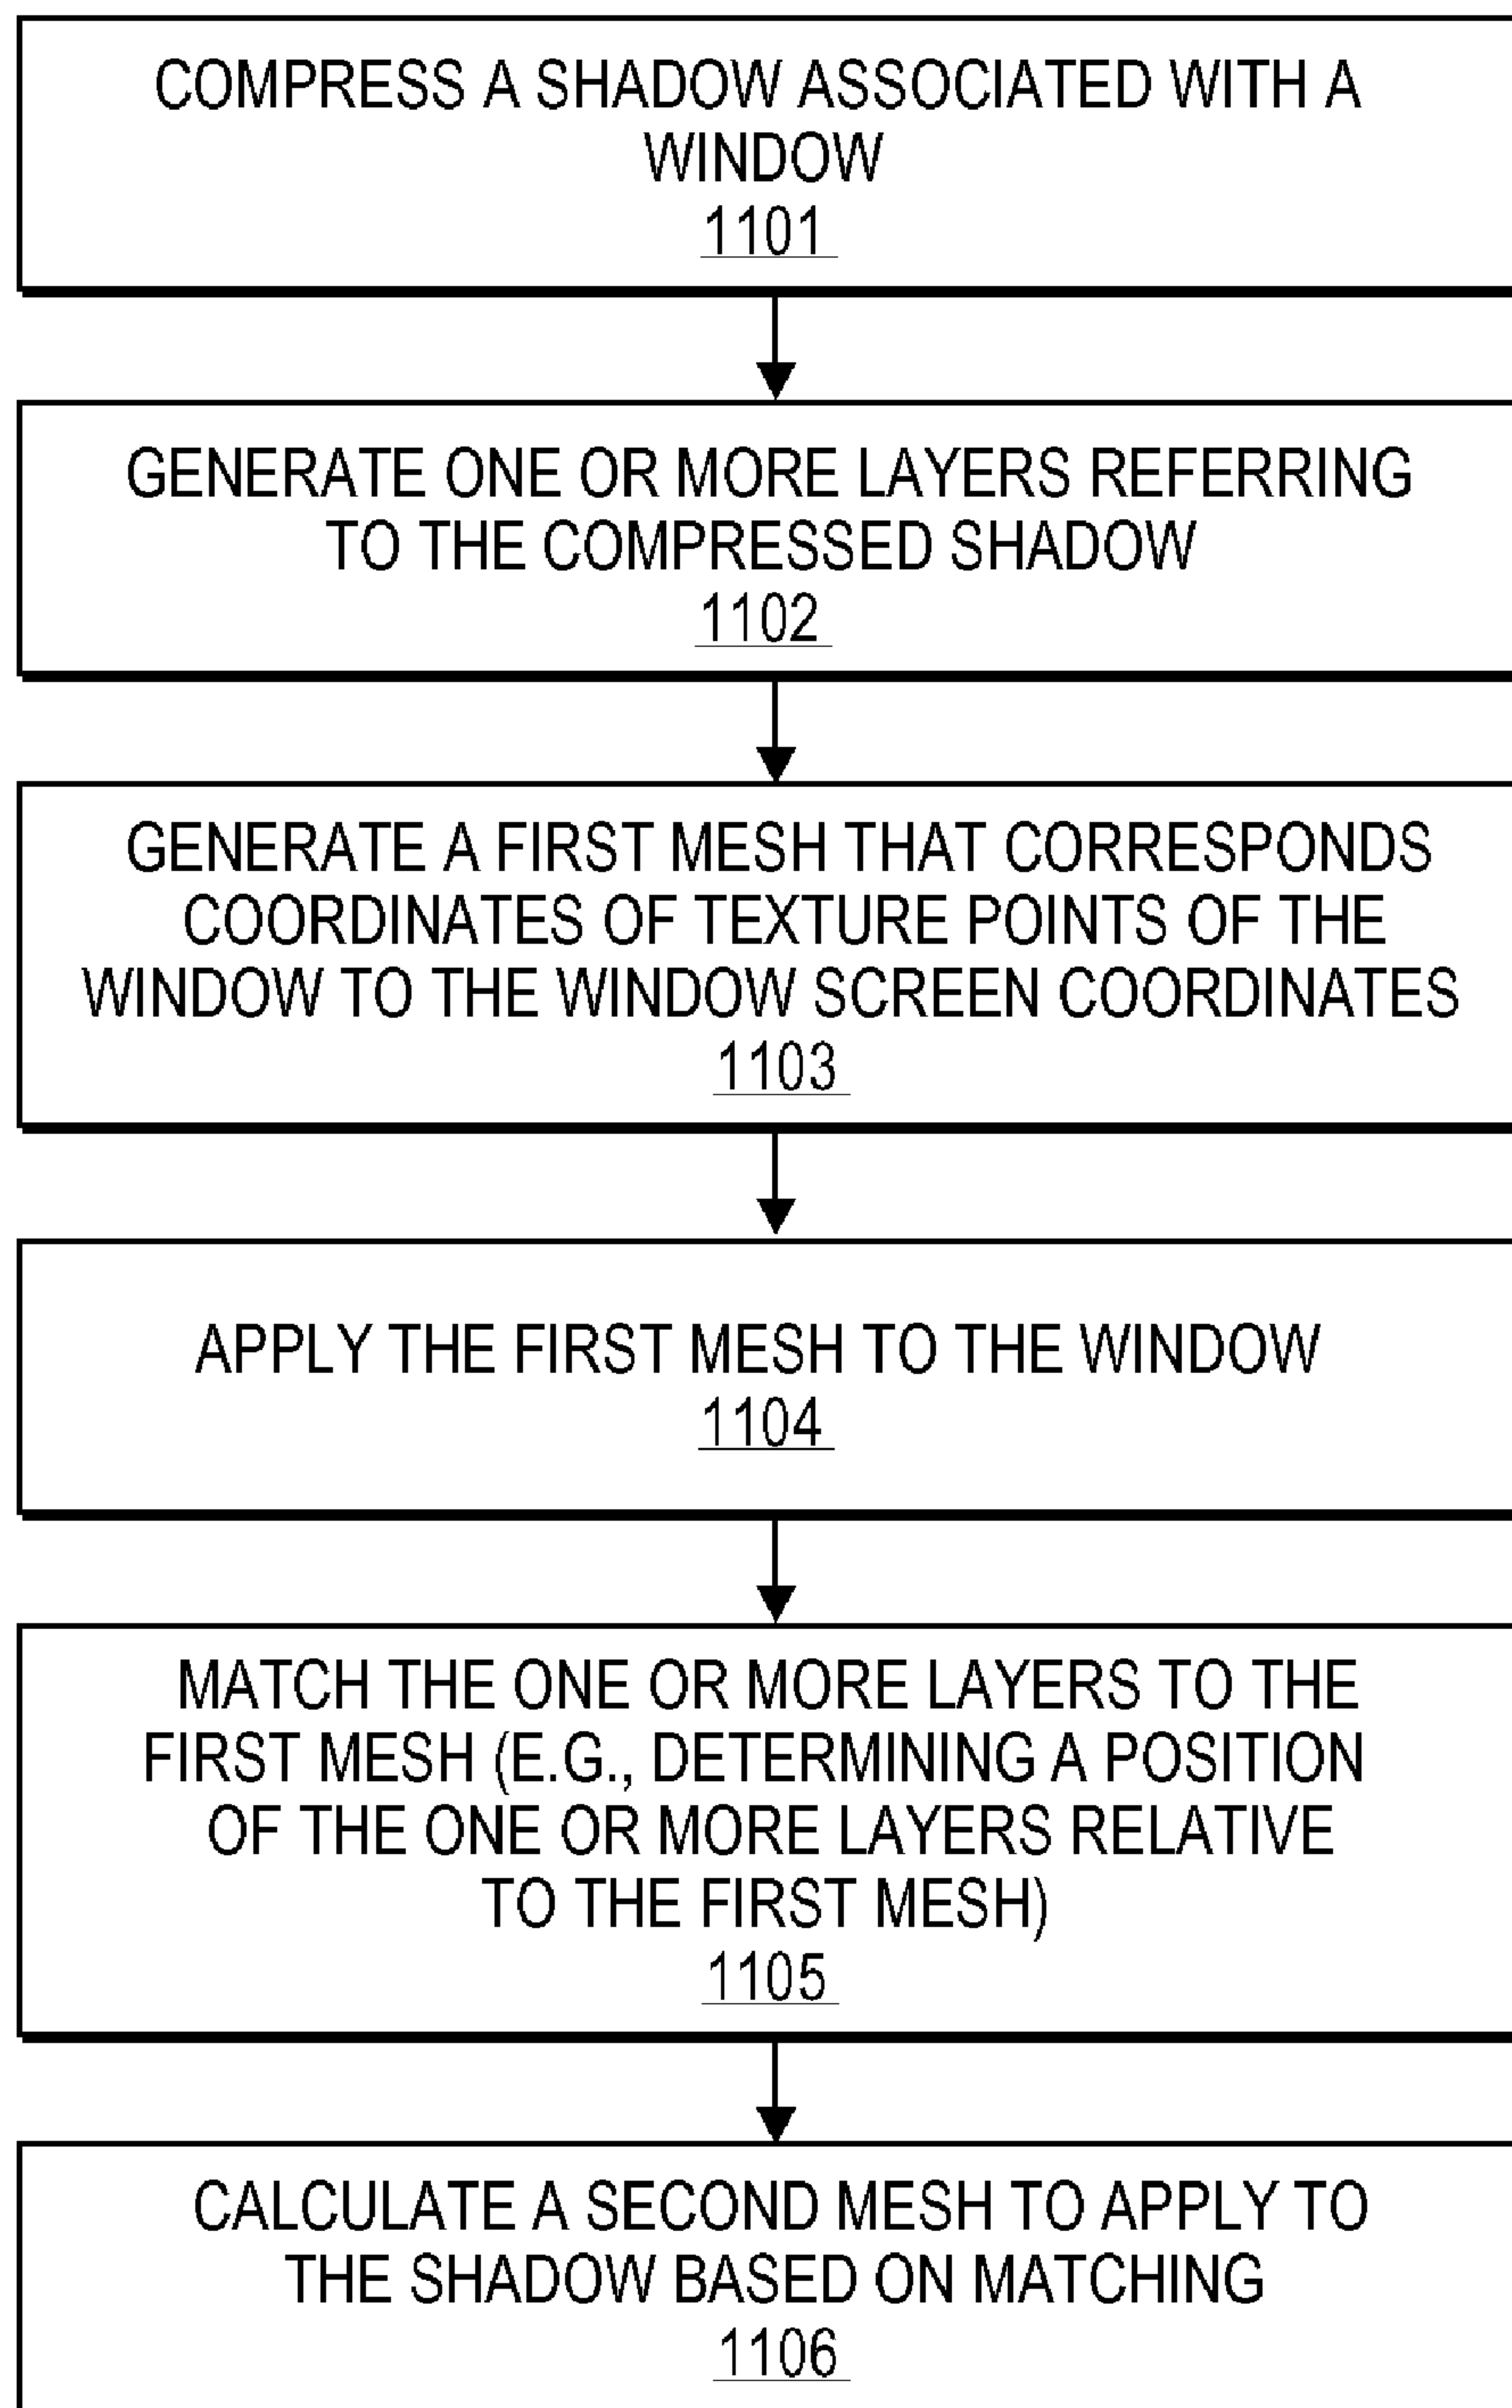 COMPRESS A SHADOW ASSOCIATED WITH A
WINDOW
1101
GENERATE ONE OR MORE LAYERS REFERRING
TO THE COMPRESSED SHADOW
1102
GENERATE A FIRST MESH THAT CORRESPONDS
COORDINATES OF TEXTURE POINTS OF THE
WINDOW TO THE WINDOW SCREEN COORDINATES
1103
APPLY THE FIRST MESH TO THE WINDOW
1104
MATCH THE ONE OR MORE LAYERS TO THE
FIRST MESH (E.G., DETERMINING A POSITION
OF THE ONE OR MORE LAYERS RELATIVE
TO THE FIRST MESH)
1105
CALCULATE A SECOND MESH TO APPLY TO
THE SHADOW BASED ON MATCHING
1106